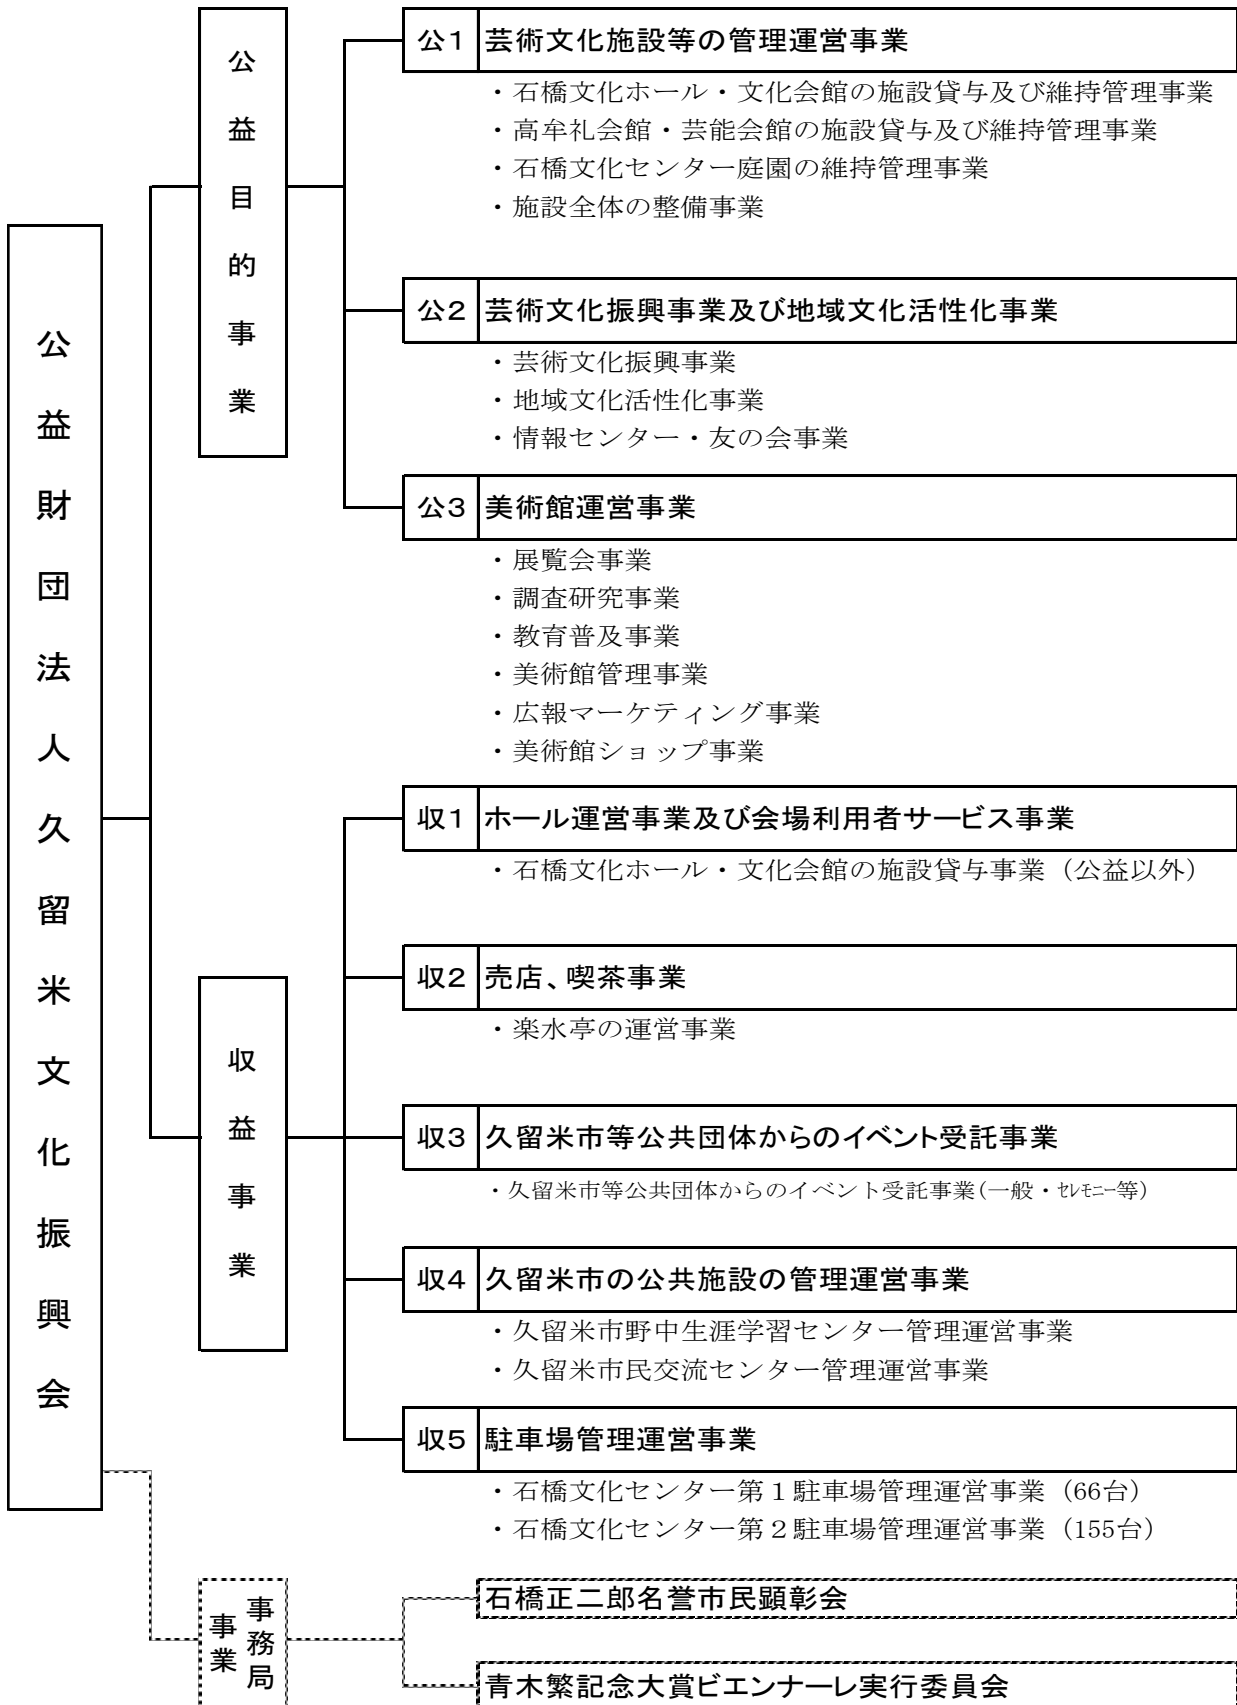 公益財団法人久留米文化振興会
公益目的事業
公1 芸術文化施設等の管理運営事業
・石橋文化ホール・文化会館の施設貸与及び維持管理事業
・高牟礼会館・芸能会館の施設貸与及び維持管理事業
・石橋文化センター庭園の維持管理事業
・施設全体の整備事業
公2 芸術文化振興事業及び地域文化活性化事業
・芸術文化振興事業
・地域文化活性化事業
・情報センター・友の会事業
公3 美術館運営事業
・展覧会事業
・調査研究事業
・教育普及事業
・美術館管理事業
・広報マーケティング事業
・美術館ショップ事業
収益事業
収1 ホール運営事業及び会場利用者サービス事業
・石橋文化ホール・文化会館の施設貸与事業（公益以外）
収2 売店、喫茶事業
・楽水亭の運営事業
収3 久留米市等公共団体からのイベント受託事業
・久留米市等公共団体からのイベント受託事業(一般・ｾﾚﾓﾆｰ等)
収4 久留米市の公共施設の管理運営事業
・久留米市野中生涯学習センター管理運営事業
・久留米市民交流センター管理運営事業
収5 駐車場管理運営事業
・石橋文化センター第１駐車場管理運営事業（66台）
・石橋文化センター第２駐車場管理運営事業（155台）
事務局
事業
石橋正二郎名誉市民顕彰会
青木繁記念大賞ビエンナーレ実行委員会